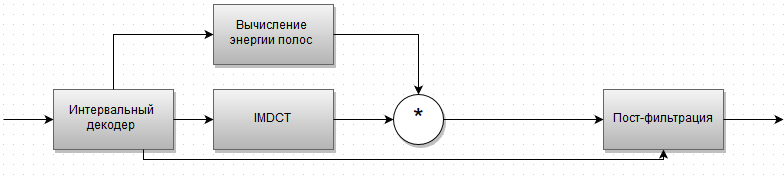 Вычисление
энергии полос
Интервальный
декодер
IMDCT
*
Пост-фильтрация